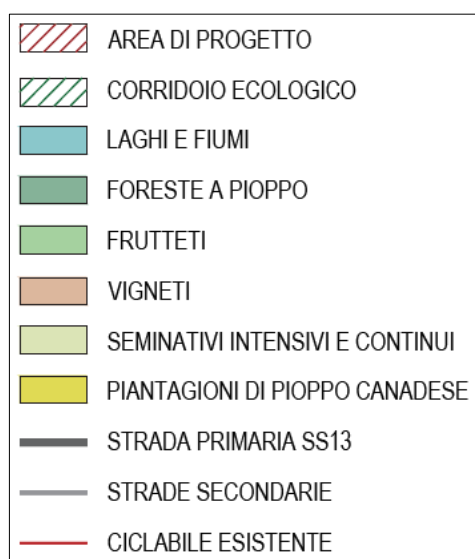 AREA DI PROGETTO
CORRIDOIO ECOLOGICO
LAGHI E FIUMI
FORESTE A PIOPPO
FRUTTETI
VIGNETI
SEMINATIVI INTENSIVI E CONTINUI
PIANTAGIONI DI PIOPPO CANADESE
STRADA PRIMARIA SS13
STRADE SECONDARIE
CICLABILE ESISTENTE